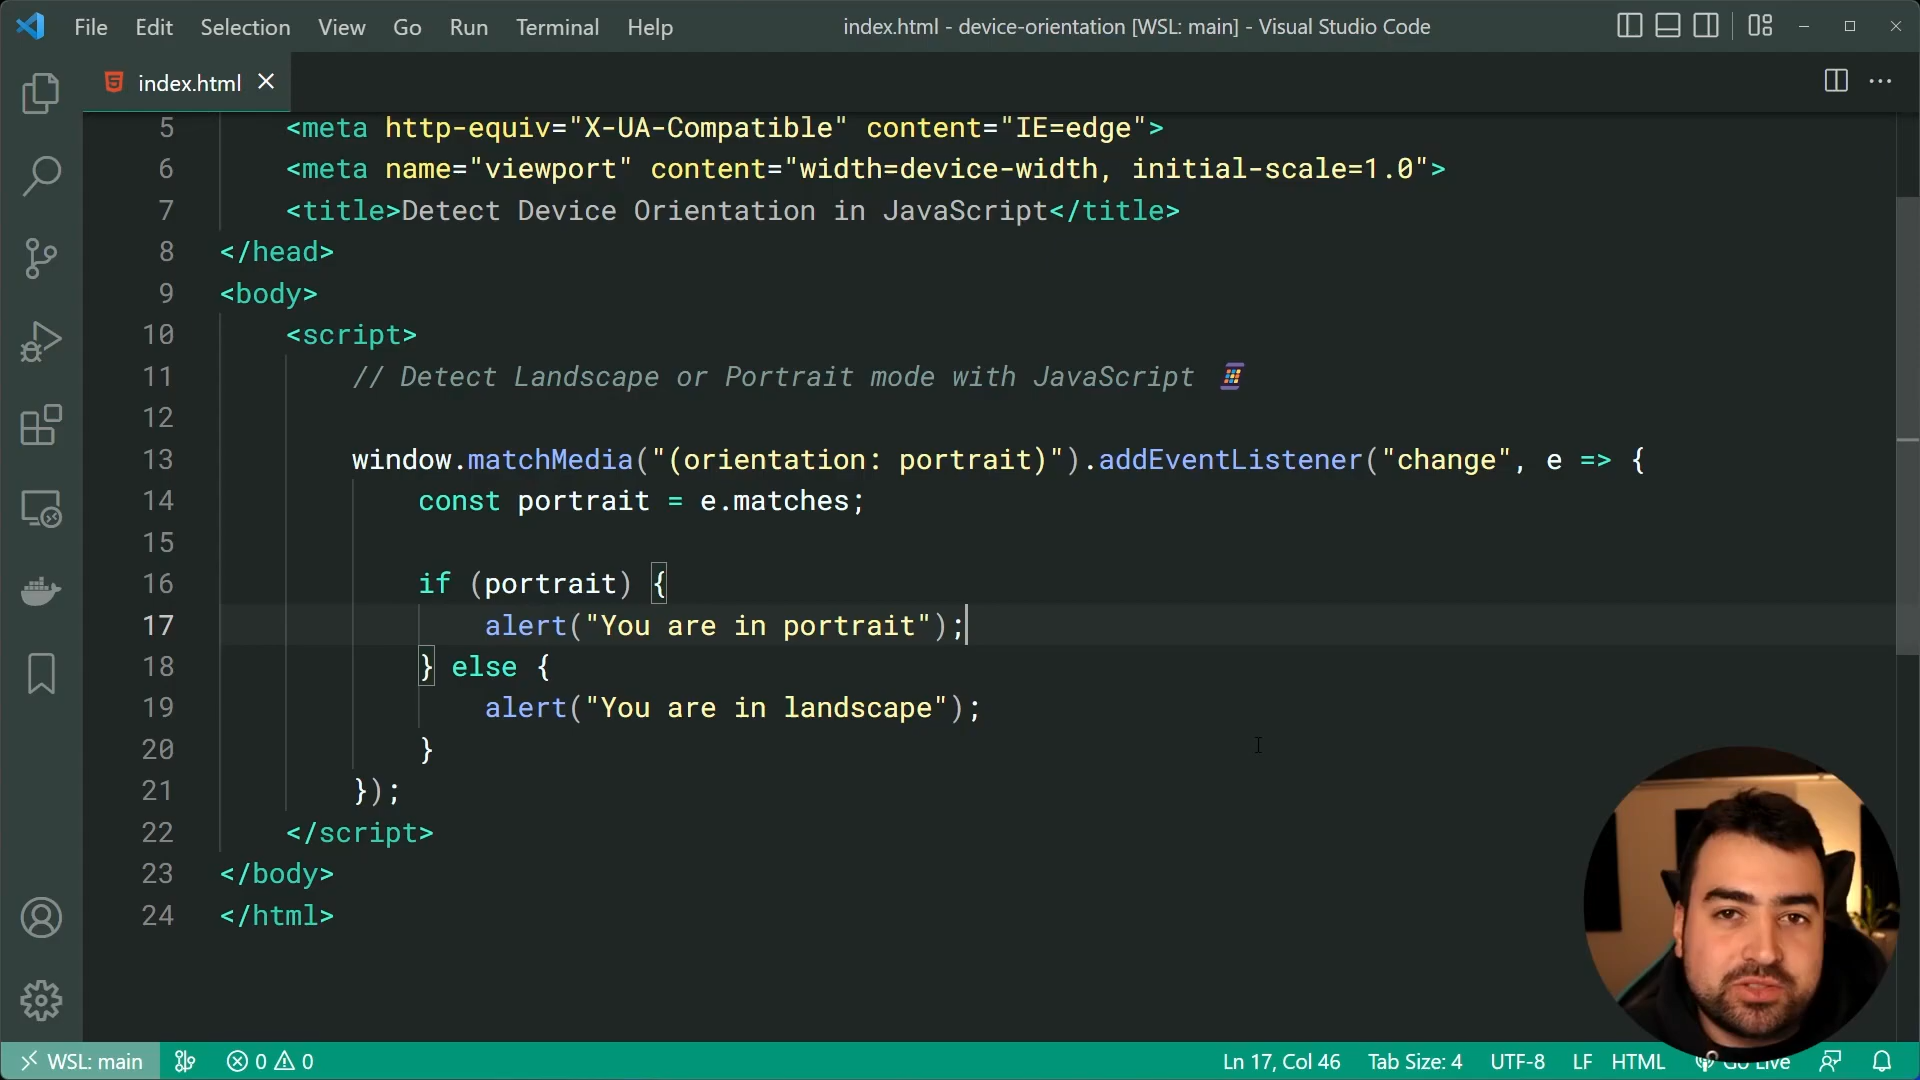 File Edit Selection View Go Run Terminal Help index.html - device-orientation [WSL: main] - Visual Studio Code
index.html
5 <meta http-equiv="X-UA-Compatible" content="IE=edge">
6 <meta name="viewport" content="width=device-width, initial-scale=1.0">
7 <title>Detect Device Orientation in JavaScript</title>
8 </head>
9 <body>
10 <script>
11 // Detect Landscape or Portrait mode with JavaScript
12
13 window.matchMedia("(orientation: portrait)").addEventListener("change", e => {
14 const portrait = e.matches;
15
16 if (portrait) {
17 alert("You are in portrait");
18 } else {
19 alert("You are in landscape");
20 }
21 });
22 </script>
23 </body>
24 </html>
WSL: main 0 0 Ln 17, Col 46 Tab Size: 4 UTF-8 LF HTML Go Live